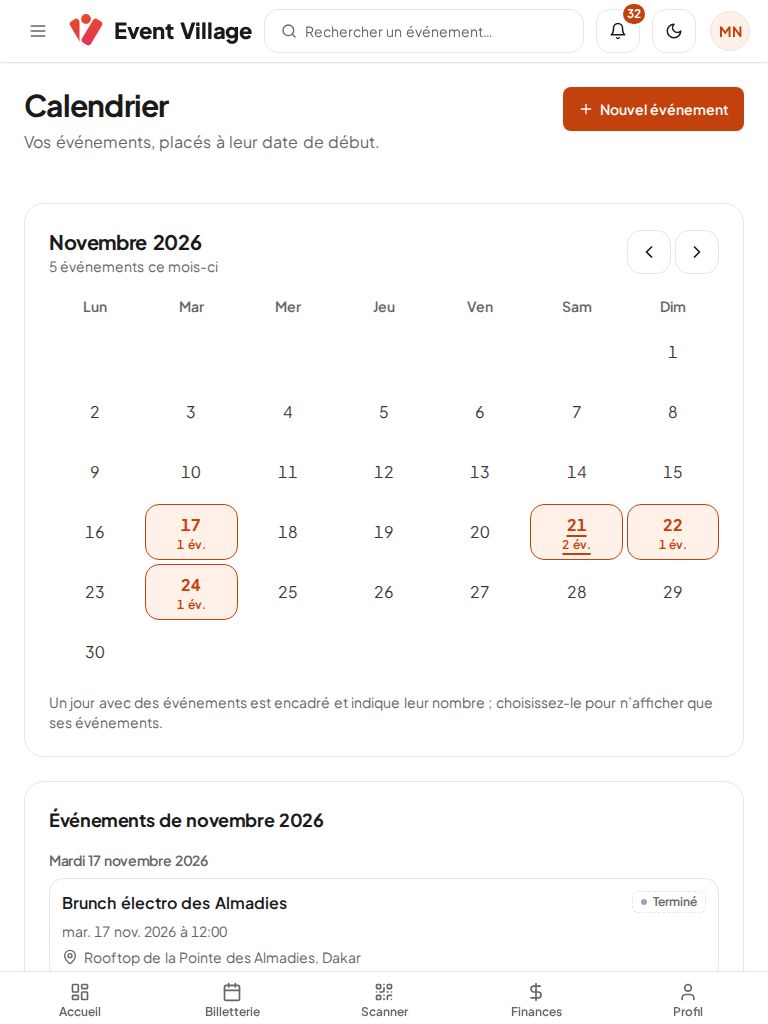 Event Village
Rechercher un événement…
32
MN
Calendrier
Nouvel événement
Vos événements, placés à leur date de début.
Novembre 2026
5 événements ce mois-ci
Lun Mar Mer Jeu Ven Sam Dim
1
2 3 4 5 6 7 8
9 10 11 12 13 14 15
16 17 18 19 20 21 22
1 év. 2 év. 1 év.
23 24 25 26 27 28 29
1 év.
30
Un jour avec des événements est encadré et indique leur nombre ; choisissez-le pour n’afficher que
ses événements.
Événements de novembre 2026
Mardi 17 novembre 2026
Brunch électro des Almadies
Terminé
mar. 17 nov. 2026 à 12:00
Rooftop de la Pointe des Almadies, Dakar
Accueil Billetterie Scanner Finances Profil